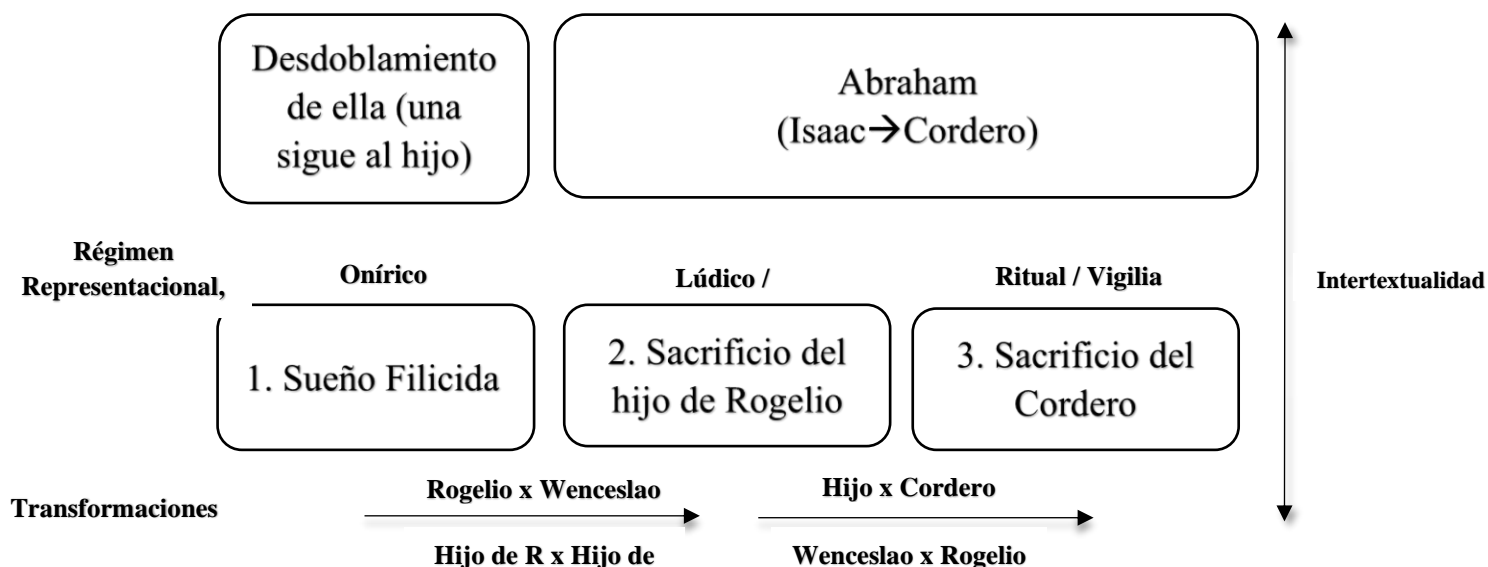 Desdoblamiento
de ella (una
sigue al hijo)
Abraham
(Isaac→Cordero)
Régimen
Representacional,
Onírico
Lúdico /
Ritual / Vigilia
Intertextualidad
1. Sueño Filicida
2. Sacrificio del
hijo de Rogelio
3. Sacrificio del
Cordero
Transformaciones
Rogelio x Wenceslao
Hijo x Cordero
Hijo de R x Hijo de
Wenceslao x Rogelio